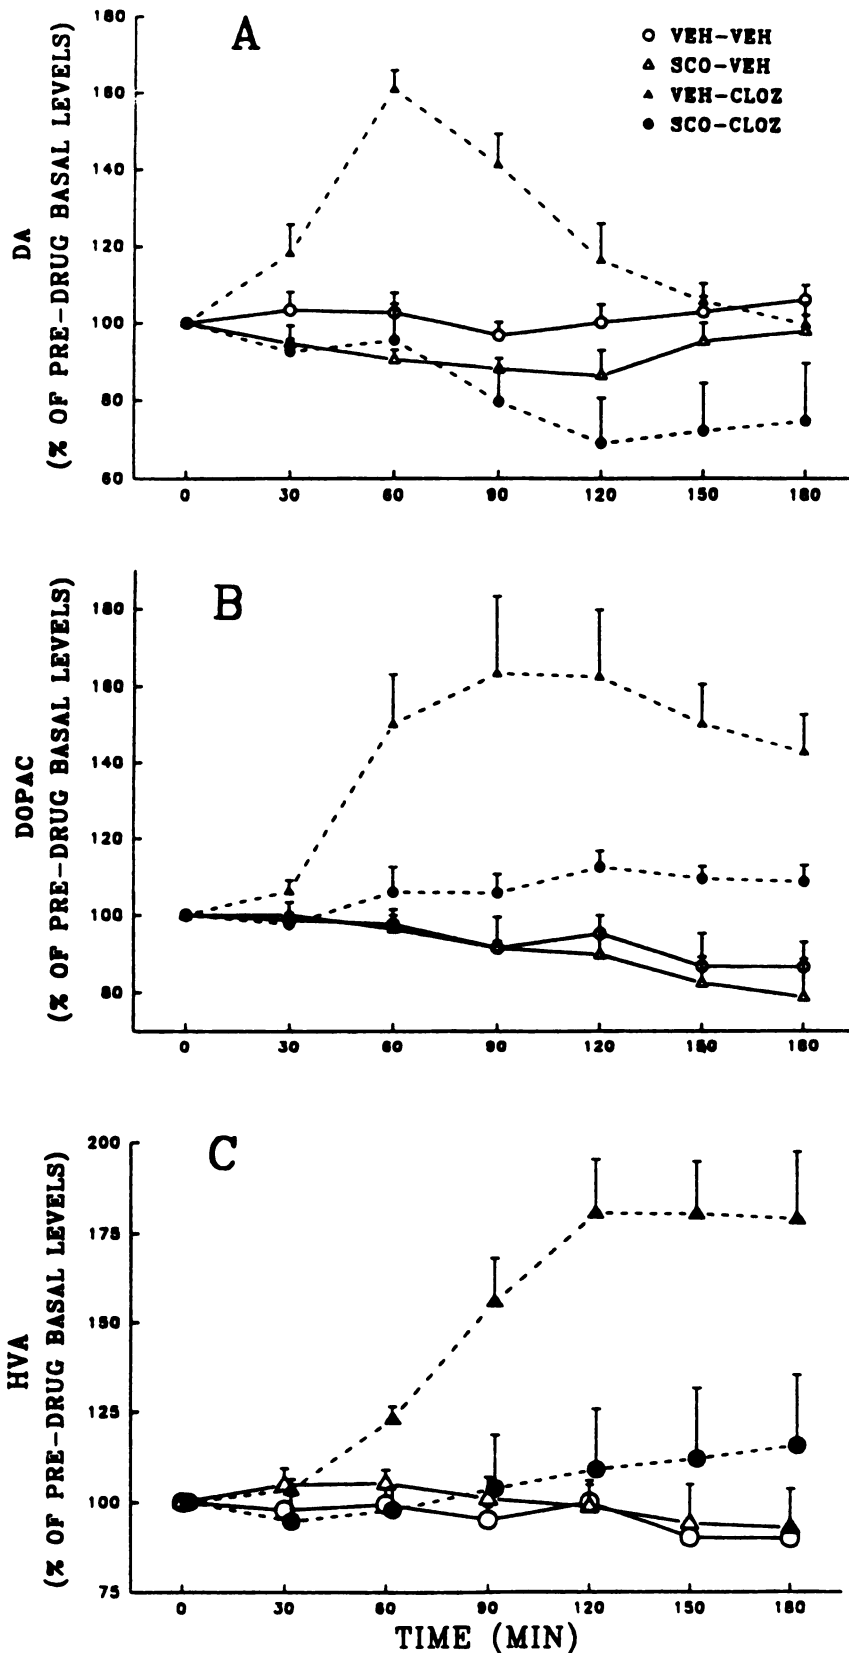 A
VEH-VEH
SCO-VEH
VEH-CLOZ
SCO-CLOZ
DA
(% OF PRE-DRUG BASAL LEVELS)
180
160
140
120
100
80
60
0 30 60 90 120 150 180
B
DOPAC
(% OF PRE-DRUG BASAL LEVELS)
180
160
140
120
100
80
0 30 60 90 120 150 180
C
HVA
(% OF PRE-DRUG BASAL LEVELS)
200
175
150
125
100
75
0 30 60 90 120 150 180
TIME (MIN)